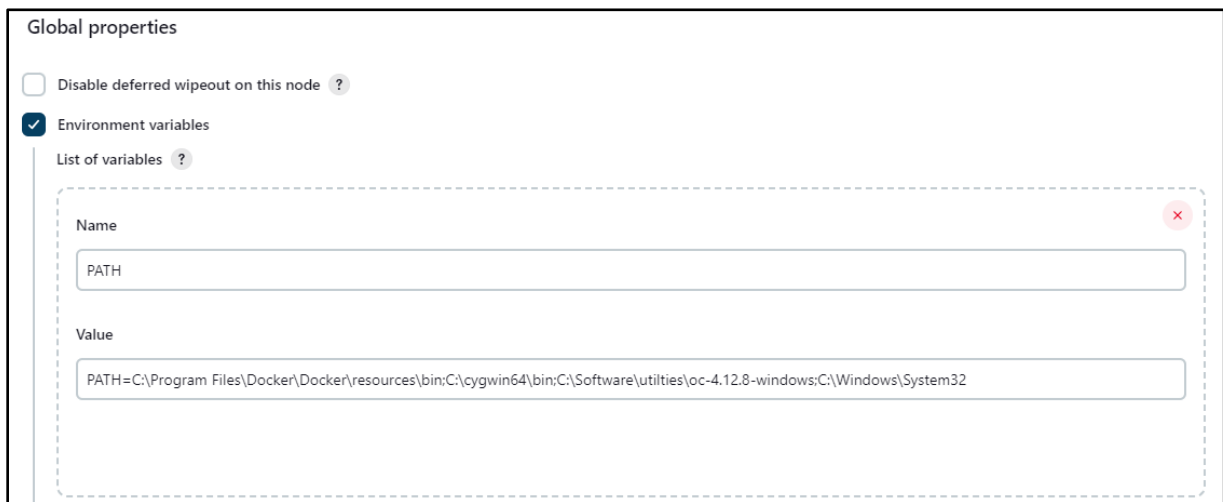 Global properties
Disable deferred wipeout on this node ?
Environment variables
List of variables ?
Name
PATH
Value
PATH=C:\Program Files\Docker\Docker\resources\bin;C:\cygwin64\bin;C:\Software\utilties\oc-4.12.8-windows;C:\Windows\System32